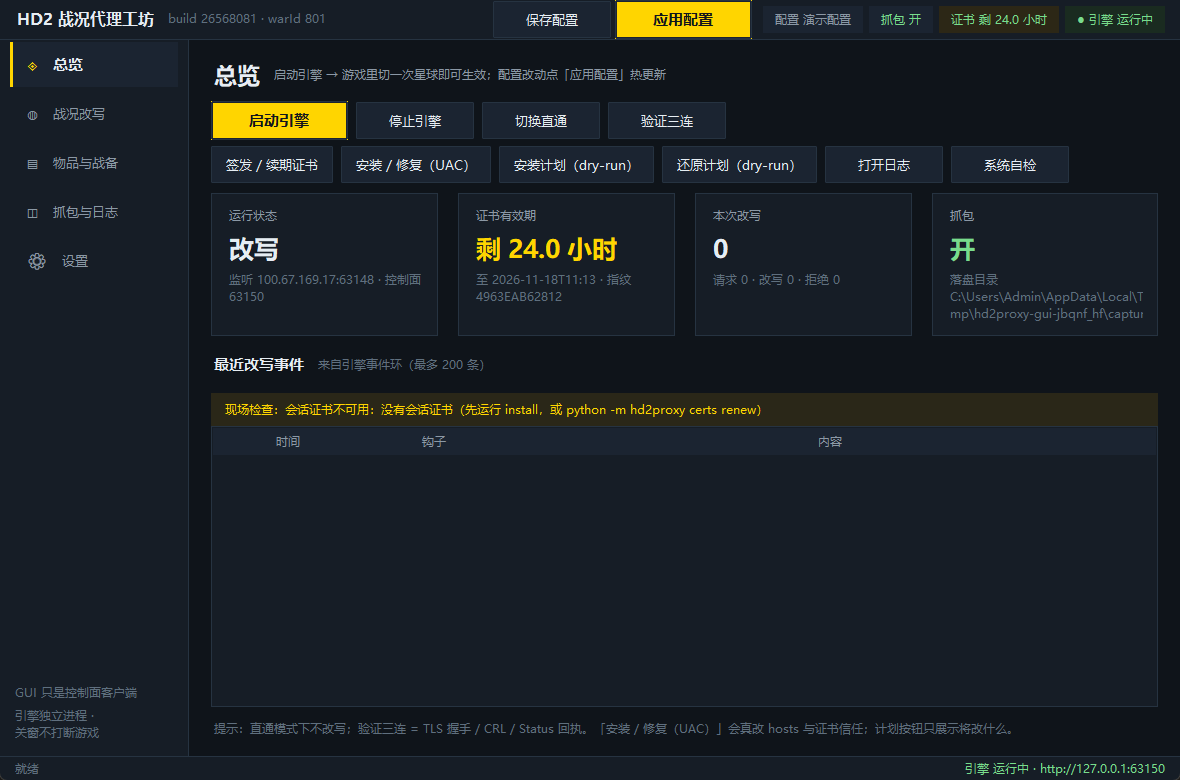 HD2 战况代理工坊 build 26568081 · warId 801 保存配置 应用配置 配置 演示配置 抓包 开 证书 剩 24.0 小时 ● 引擎 运行中
总览
战况改写
物品与战备
抓包与日志
设置
总览 启动引擎 → 游戏里切一次星球即可生效；配置改动点「应用配置」热更新
启动引擎 停止引擎 切换直通 验证三连
签发 / 续期证书 安装 / 修复（UAC） 安装计划（dry-run） 还原计划（dry-run） 打开日志 系统自检
运行状态
改写
监听 100.67.169.17:63148 · 控制面
63150
证书有效期
剩 24.0 小时
至 2026-11-18T11:13 · 指纹
4963EAB62812
本次改写
0
请求 0 · 改写 0 · 拒绝 0
抓包
开
落盘目录
C:\Users\Admin\AppData\Local\T
mp\hd2proxy-gui-jbqnf_hf\captur
最近改写事件 来自引擎事件环（最多 200 条）
现场检查：会话证书不可用：没有会话证书（先运行 install，或 python -m hd2proxy certs renew）
时间 钩子 内容
提示：直通模式下不改写；验证三连 = TLS 握手 / CRL / Status 回执。「安装 / 修复（UAC）」会真改 hosts 与证书信任；计划按钮只展示将改什么。
GUI 只是控制面客户端
引擎独立进程 ·
关窗不打断游戏
就绪 引擎 运行中 · http://127.0.0.1:63150